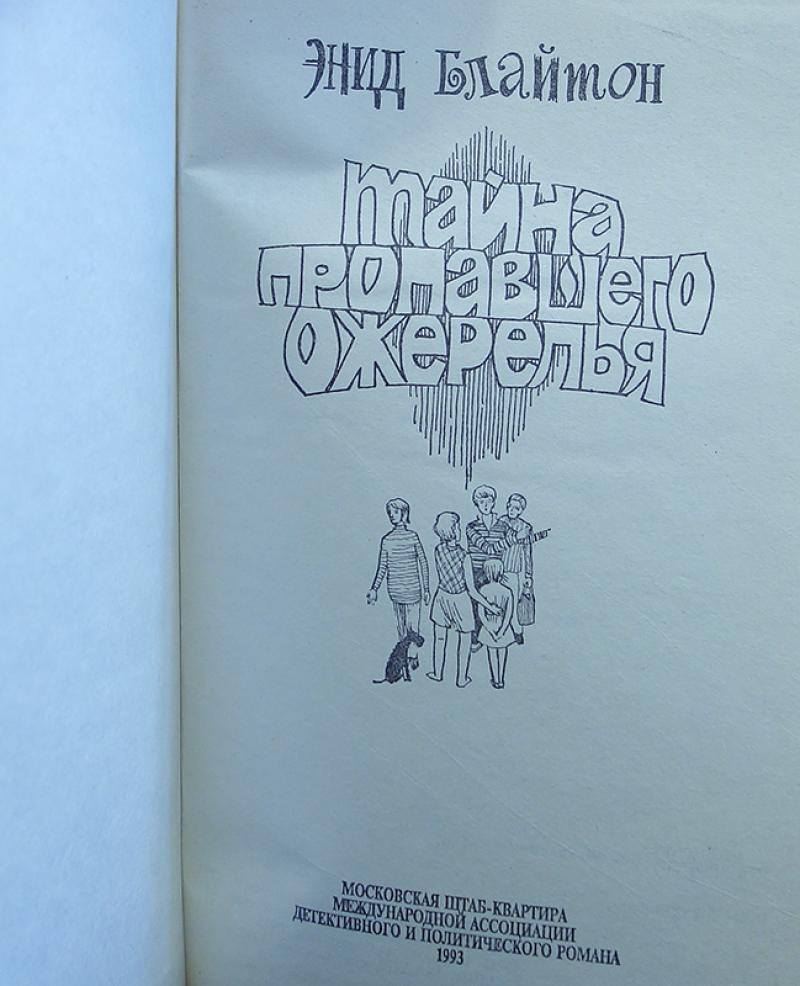 Энид Блайтон
тайна
пропавшего
ожерелья
МОСКОВСКАЯ ШТАБ-КВАРТИРА
МЕЖДУНАРОДНОЙ АССОЦИАЦИИ
ДЕТЕКТИВНОГО И ПОЛИТИЧЕСКОГО РОМАНА
1993